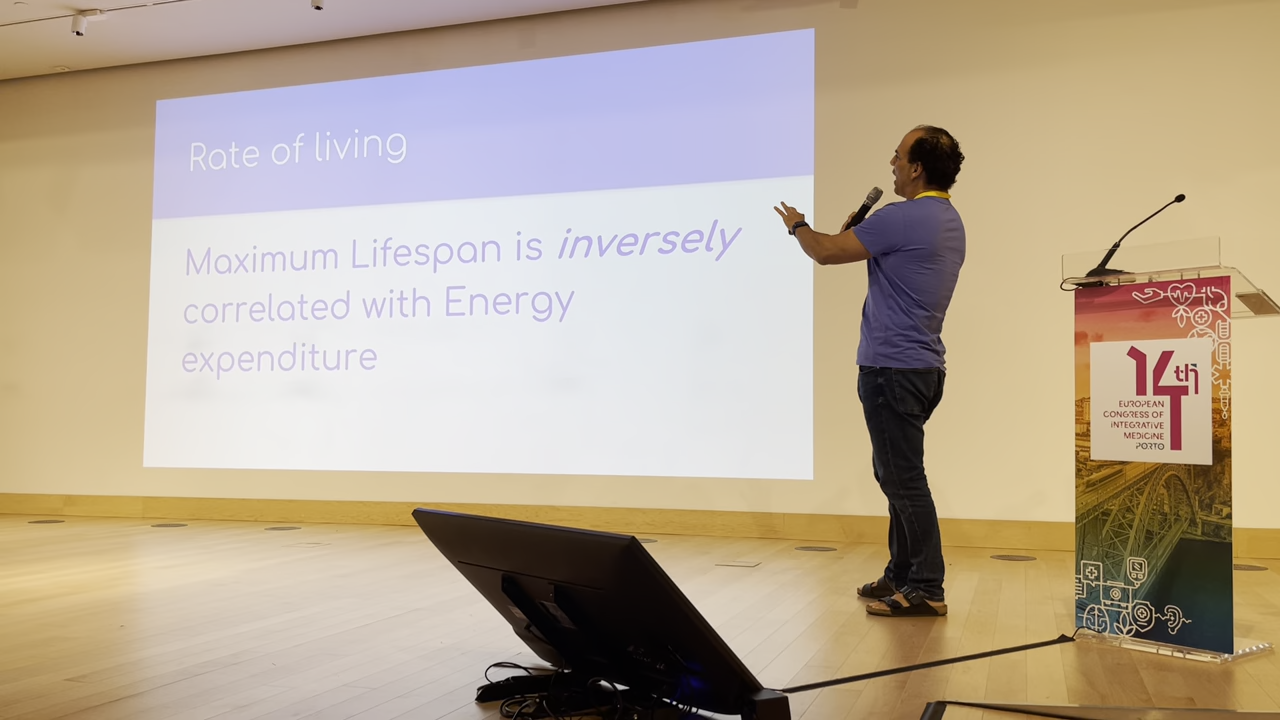 Rate of living
Maximum Lifespan is inversely
correlated with Energy
expenditure
14th
EUROPEAN
CONGRESS OF
INTEGRATIVE
MEDICINE
PORTO